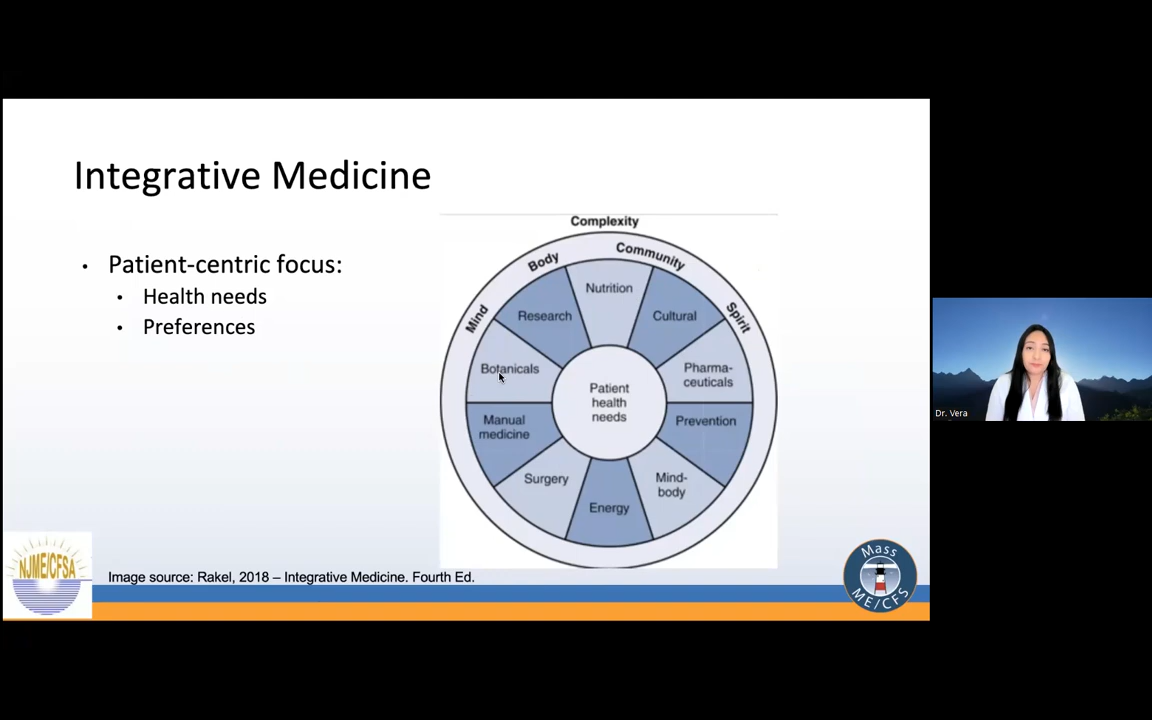 Integrative Medicine
• Patient-centric focus:
• Health needs
• Preferences
Complexity
Mind
Body
Community
Spirit
Nutrition
Cultural
Pharma-
ceuticals
Prevention
Mind-
body
Energy
Surgery
Manual
medicine
Botanicals
Research
Patient
health
needs
Image source: Rakel, 2018 – Integrative Medicine. Fourth Ed.
NJME/CFSA
Mass
ME/CFS
Dr. Vera